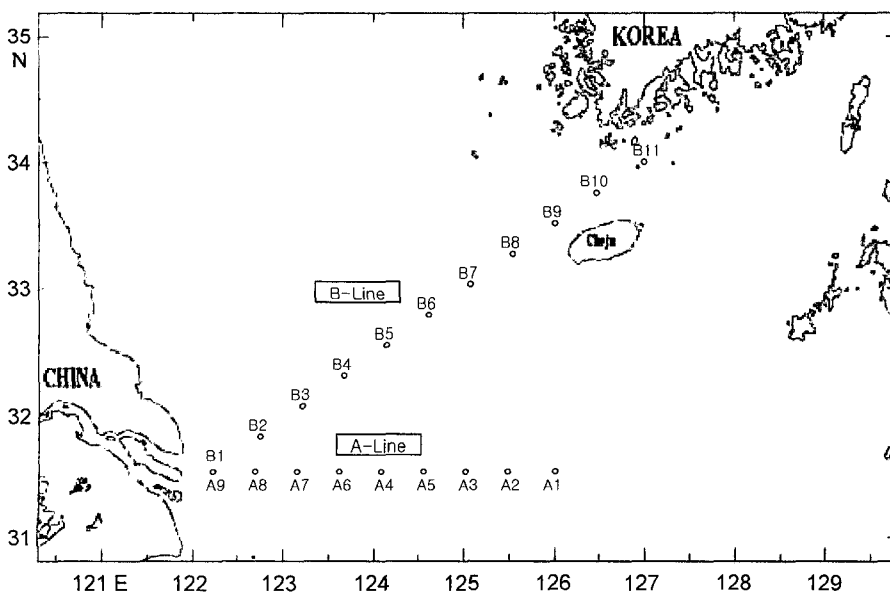 35
N
KOREA
34
B11
B10
B9
Cheju
B8
B7
33
B-Line
B6
B5
B4
CHINA
B3
32
B2
A-Line
B1
A9 A8 A7 A6 A4 A5 A3 A2 A1
31
121 E 122 123 124 125 126 127 128 129